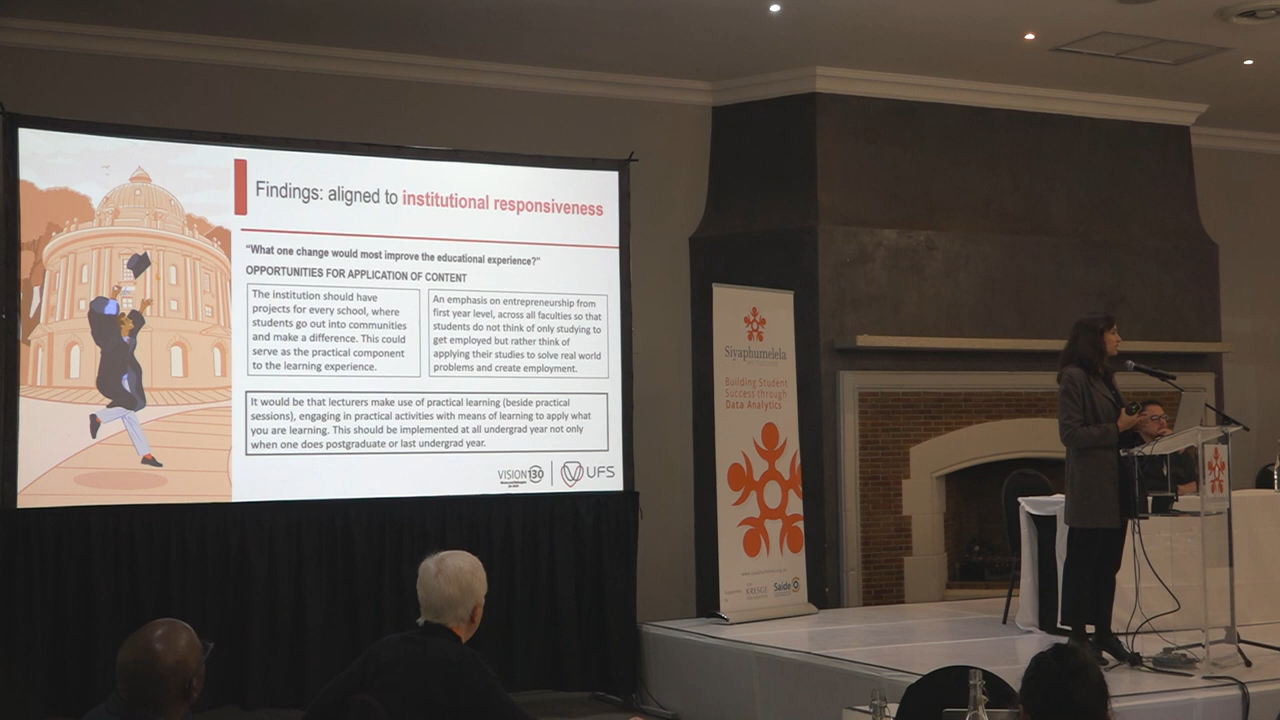 Findings: aligned to institutional responsiveness
"What one change would most improve the educational experience?"
OPPORTUNITIES FOR APPLICATION OF CONTENT
The institution should have
projects for every school, where
students go out into communities
and make a difference. This could
serve as the practical component
to the learning experience.
An emphasis on entrepreneurship from
first year level, across all faculties so that
students do not think of only studying to
get employed but rather think of
applying their studies to solve real world
problems and create employment.
It would be that lecturers make use of practical learning (beside practical
sessions), engaging in practical activities with means of learning to apply what
you are learning. This should be implemented at all undergrad year not only
when one does postgraduate or last undergrad year.
VISION130
UFS
Siyaphumelela
Building Student
Success through
Data Analytics
KRESGE
Saide